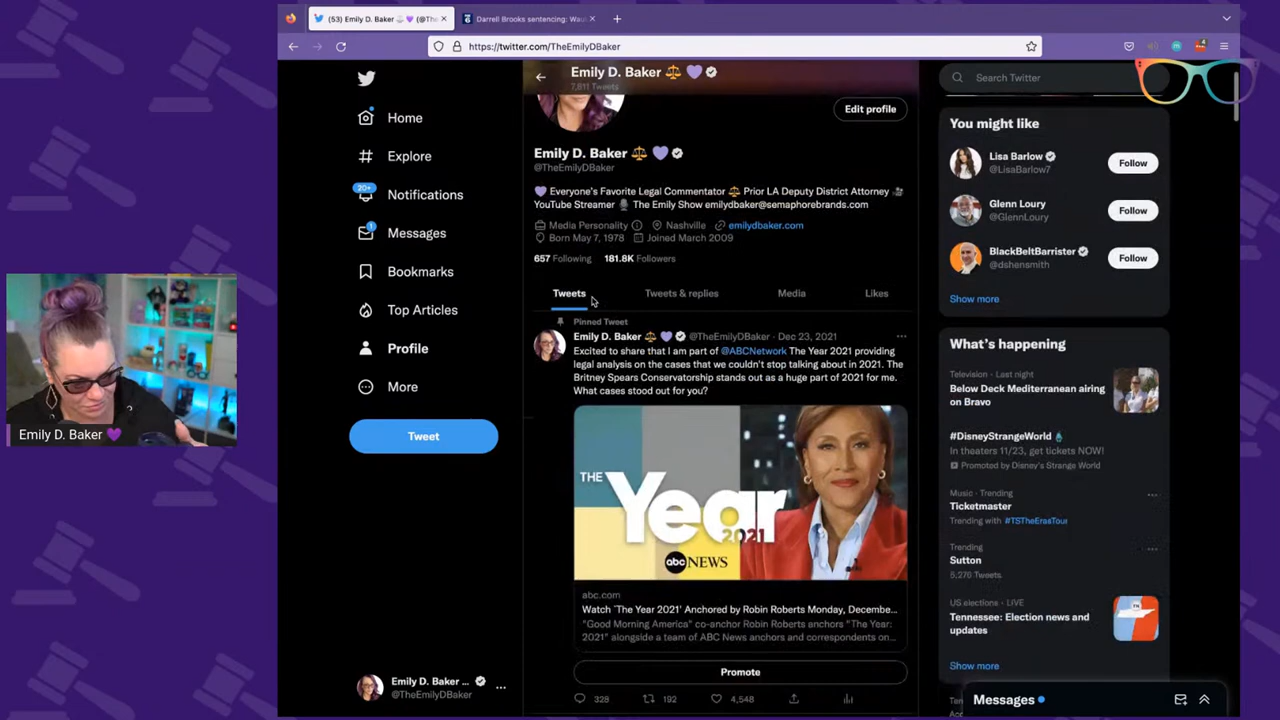 (53) Emily D. Baker ⚖️ 💜 (@The
Darrell Brooks sentencing: Wau
https://twitter.com/TheEmilyDBaker
Emily D. Baker ⚖️ 💜
7,811 Tweets
Search Twitter
Home
Explore
20+
Notifications
1
Messages
Bookmarks
Top Articles
Profile
More
Tweet
Emily D. Baker ...
@TheEmilyDBaker
Edit profile
Emily D. Baker ⚖️ 💜
@TheEmilyDBaker
💜 Everyone's Favorite Legal Commentator ⚖️ Prior LA Deputy District Attorney 🎥
YouTube Streamer 🎙️ The Emily Show emilydbaker@semaphorebrands.com
Media Personality Nashville emilydbaker.com
Born May 7, 1978 Joined March 2009
657 Following 181.8K Followers
Tweets Tweets & replies Media Likes
Pinned Tweet
Emily D. Baker ⚖️ 💜 @TheEmilyDBaker · Dec 23, 2021
Excited to share that I am part of @ABCNetwork The Year 2021 providing
legal analysis on the cases that we couldn't stop talking about in 2021. The
Britney Spears Conservatorship stands out as a huge part of 2021 for me.
What cases stood out for you?
THE
Year
2021
abc NEWS
abc.com
Watch 'The Year 2021' Anchored by Robin Roberts Monday, Decembe...
"Good Morning America" co-anchor Robin Roberts anchors "The Year:
2021" alongside a team of ABC News anchors and correspondents on...
Promote
328 192 4,548
You might like
Lisa Barlow
@LisaBarlow7
Follow
Glenn Loury
@GlennLoury
Follow
BlackBeltBarrister
@dshensmith
Follow
Show more
What's happening
Television · Last night
Below Deck Mediterranean airing
on Bravo
#DisneyStrangeWorld
In theaters 11/23, get tickets NOW!
Promoted by Disney's Strange World
Music · Trending
Ticketmaster
Trending with #TSTheErasTour
Trending
Sutton
5,276 Tweets
US elections · LIVE
Tennessee: Election news and
updates
Show more
Messages
Emily D. Baker 💜